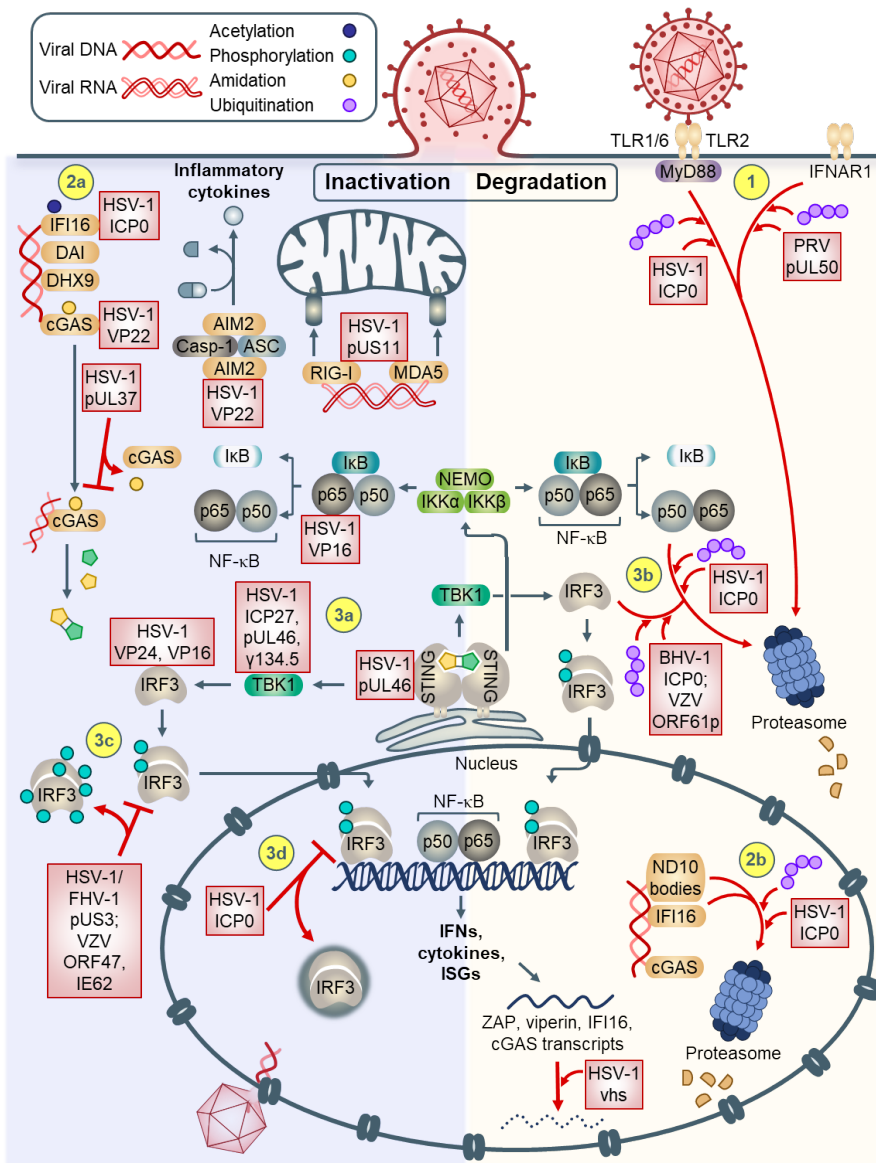 Viral DNA
Viral RNA
Acetylation
Phosphorylation
Amidation
Ubiquitination
TLR1/6
TLR2
MyD88
IFNAR1
1
Inactivation
Degradation
2a
IFI16
HSV-1
ICP0
DAI
DHX9
cGAS
HSV-1
VP22
HSV-1
pUL37
cGAS
cGAS
Inflammatory
cytokines
AIM2
Casp-1
ASC
AIM2
HSV-1
VP22
HSV-1
pUS11
RIG-I
MDA5
HSV-1
ICP0
PRV
pUL50
IκB
p65
p50
NF-κB
IκB
p65
p50
HSV-1
VP16
NEMO
IKKα
IKKβ
IκB
p50
p65
NF-κB
IκB
p50
p65
3b
HSV-1
ICP0
BHV-1
ICP0;
VZV
ORF61p
Proteasome
TBK1
IRF3
IRF3
HSV-1
ICP27,
pUL46,
γ134.5
3a
HSV-1
pUL46
STING
STING
TBK1
HSV-1
VP24, VP16
IRF3
3c
IRF3
IRF3
HSV-1/
FHV-1
pUS3;
VZV
ORF47,
IE62
Nucleus
NF-κB
IRF3
p50
p65
IRF3
3d
HSV-1
ICP0
IRF3
IFNs,
cytokines,
ISGs
ZAP, viperin, IFI16,
cGAS transcripts
HSV-1
vhs
2b
ND10
bodies
IFI16
cGAS
HSV-1
ICP0
Proteasome